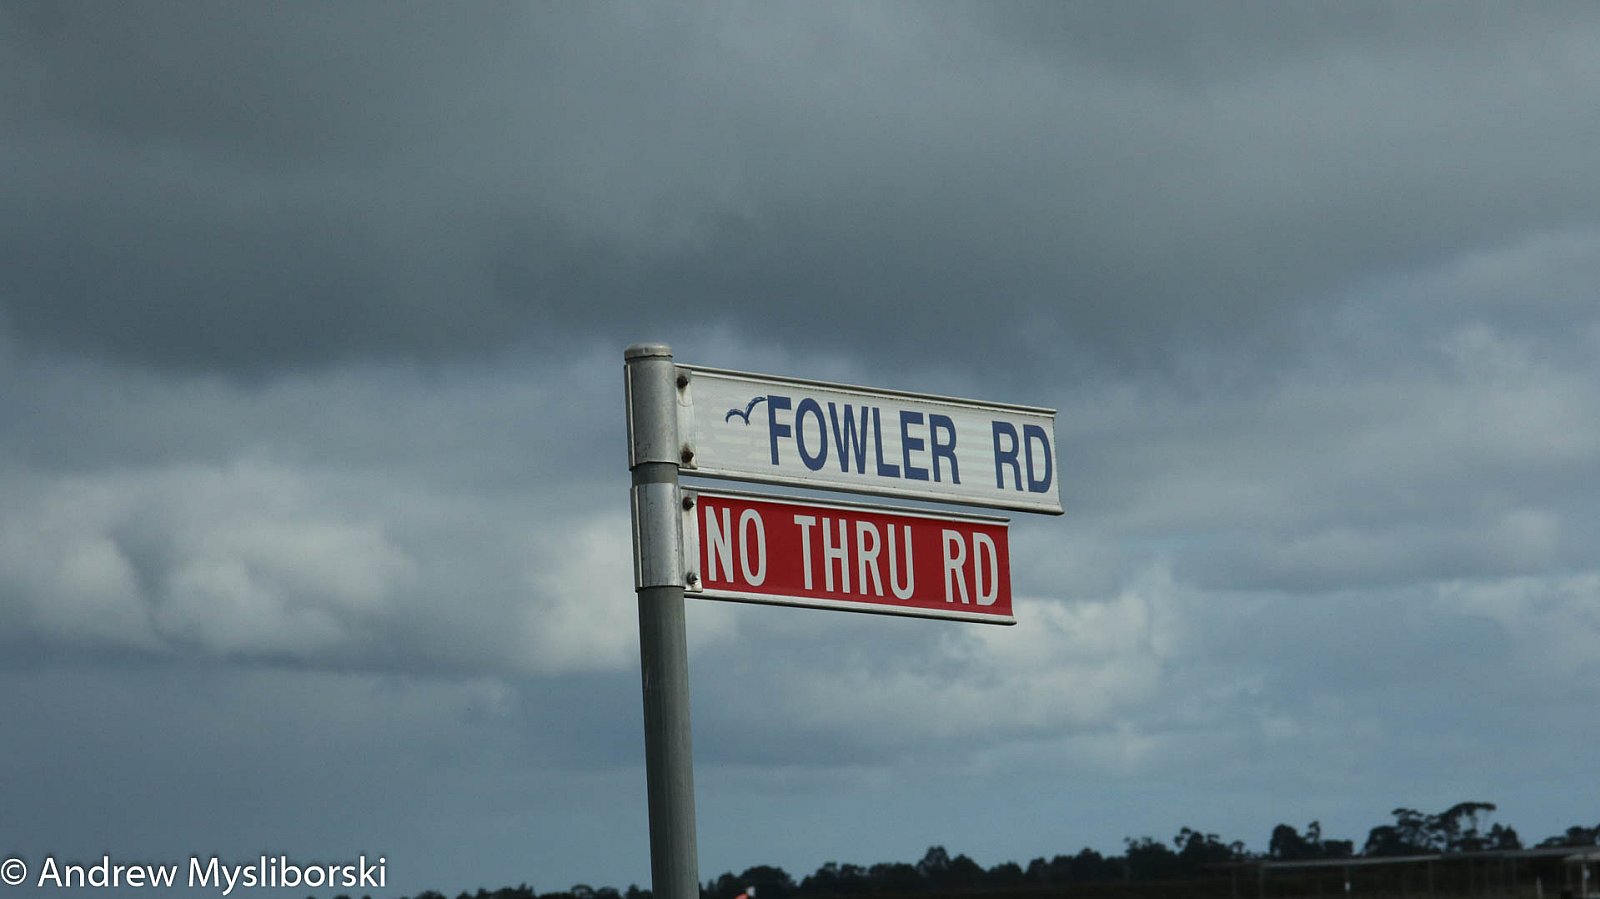 FOWLER RD
NO THRU RD
© Andrew Mysliborski